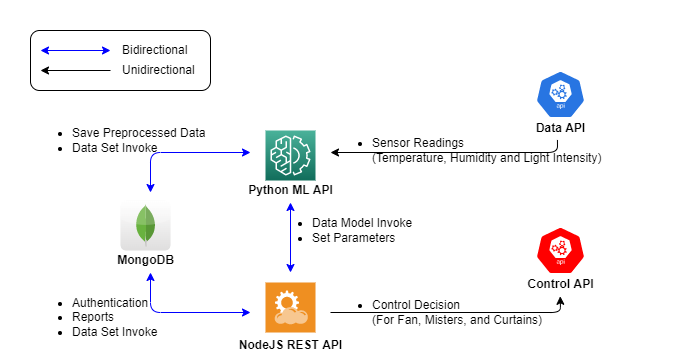 Bidirectional
Unidirectional
api
Data API
• Save Preprocessed Data
• Data Set Invoke
• Sensor Readings
(Temperature, Humidity and Light Intensity)
Python ML API
• Data Model Invoke
• Set Parameters
MongoDB
api
Control API
• Authentication
• Reports
• Data Set Invoke
• Control Decision
(For Fan, Misters, and Curtains)
NodeJS REST API